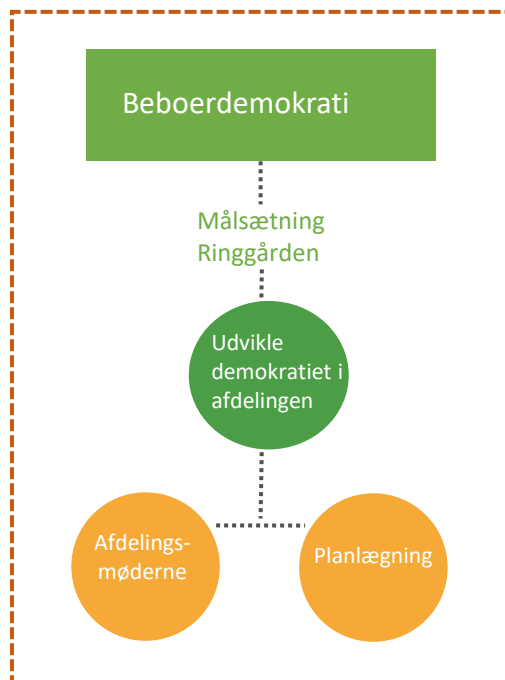 Beboerdemokrati
Målsætning
Ringgården
Udvikle
demokratiet i
afdelingen
Afdelings-
møderne
Planlægning